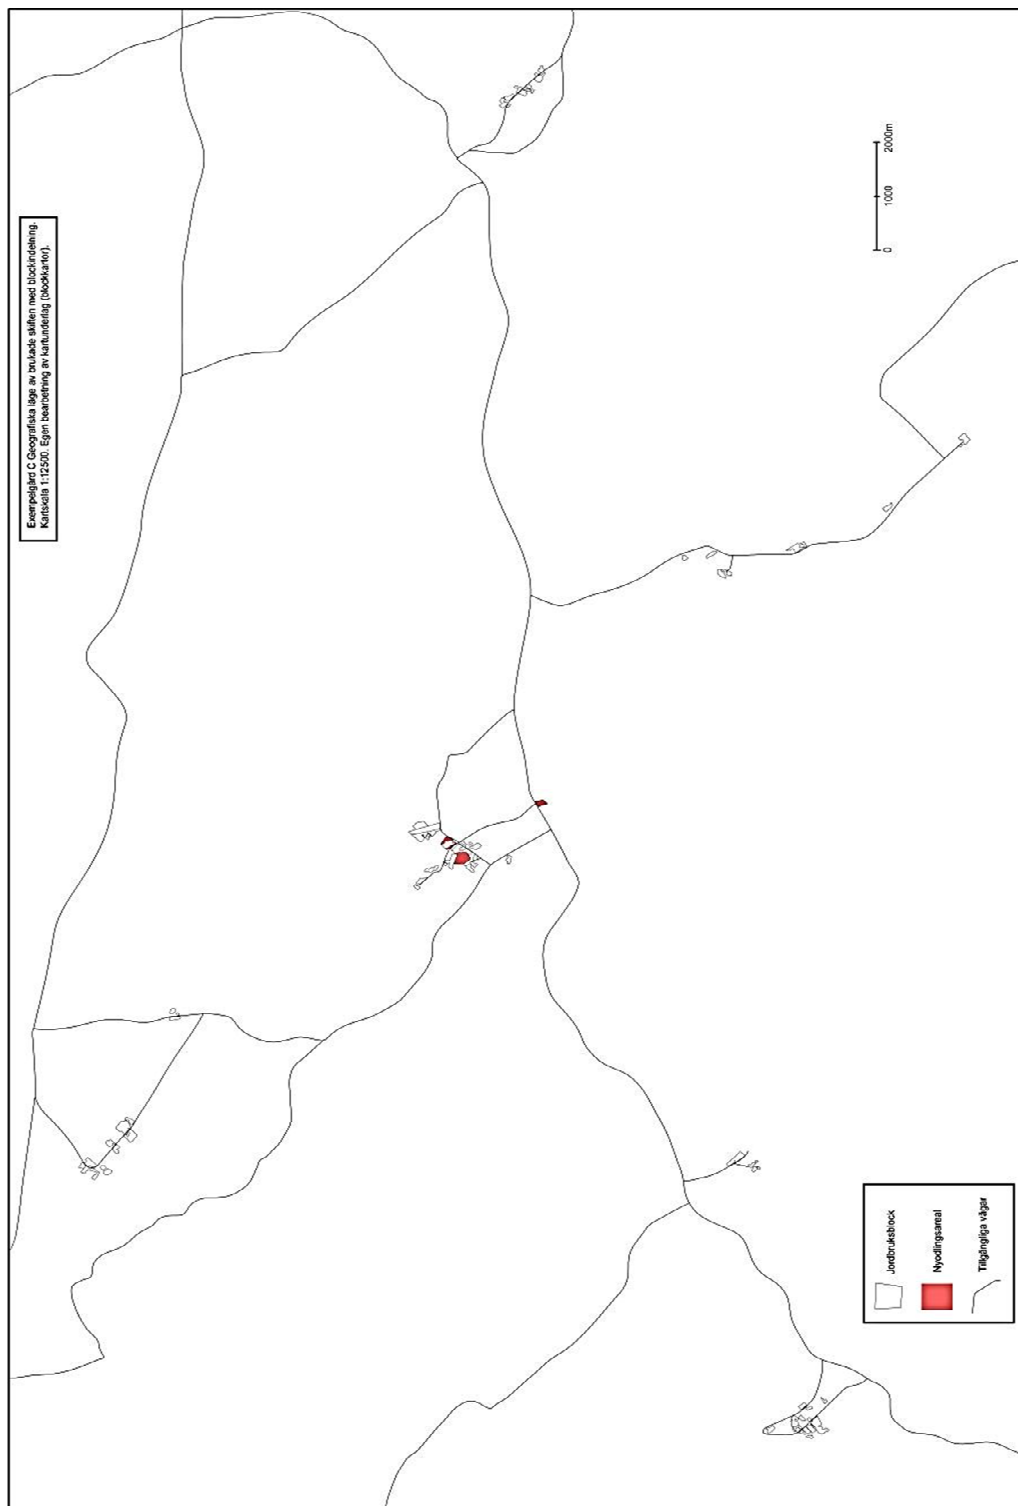 Exempelgård C Geografiska läge av brukade skiften med blockindelning.
Kartskala 1:12500. Egen bearbetning av kartunderlag (blockkartor).
0 1000 2000m
Jordbruksblock
Nyodlingsareal
Tillgängliga vägar